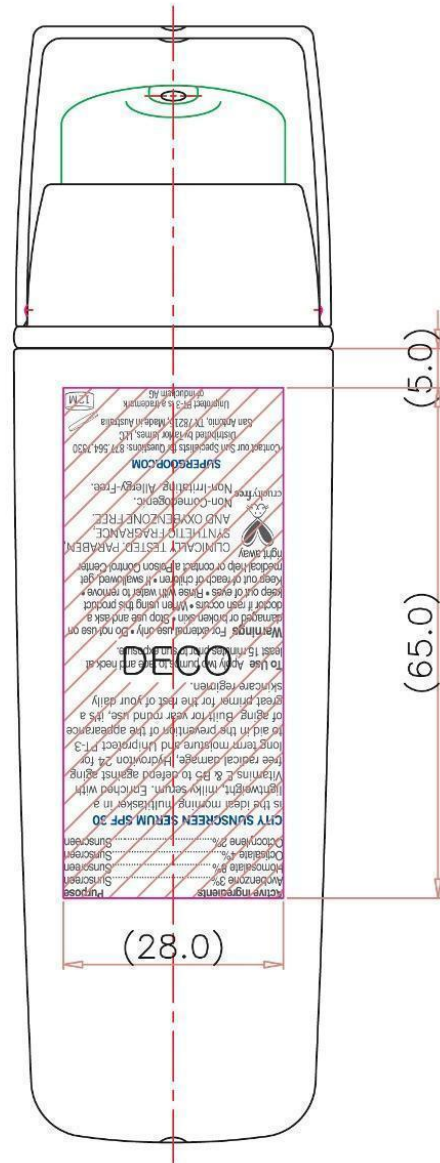 Active ingredients Purpose
Avobenzone 3%..........................Sunscreen
Homosalate 8%..........................Sunscreen
Octisalate 4%..........................Sunscreen
Octocrylene 2%..........................Sunscreen
CITY SUNSCREEN SERUM SPF 30
is the ideal morning multitasker in a
lightweight, milky serum. Enriched with
Vitamins E & B5 to defend against aging
free radical damage, Hydroviton 24 for
long term moisture and Uniprotect PT-3
to aid in the prevention of the appearance
of aging. Built for year round use, it's a
great primer for the rest of your daily
skincare regimen.
To Use Apply two pumps to face and neck at
least 15 minutes prior to sun exposure.
Warnings For external use only • Do not use on
damaged or broken skin • Stop use and ask a
doctor if rash occurs • When using this product
keep out of eyes • Rinse with water to remove •
Keep out of reach of children • If swallowed, get
medical help or contact a Poison Control Center
right away
CLINICALLY TESTED. PARABEN,
SYNTHETIC FRAGRANCE,
AND OXYBENZONE FREE.
Non-Comedogenic.
Non-Irritating. Allergy-Free.
cruelty free
SUPERGOOP.COM
Contact our Sun Specialists for Questions: 877.564.7330
Distributed by Taylor James, LLC
San Antonio, TX 78217 Made in Australia
Uniprotect PT-3 is a trademark
of Induchem AG
12M
DECO
(5.0)
(65.0)
(28.0)